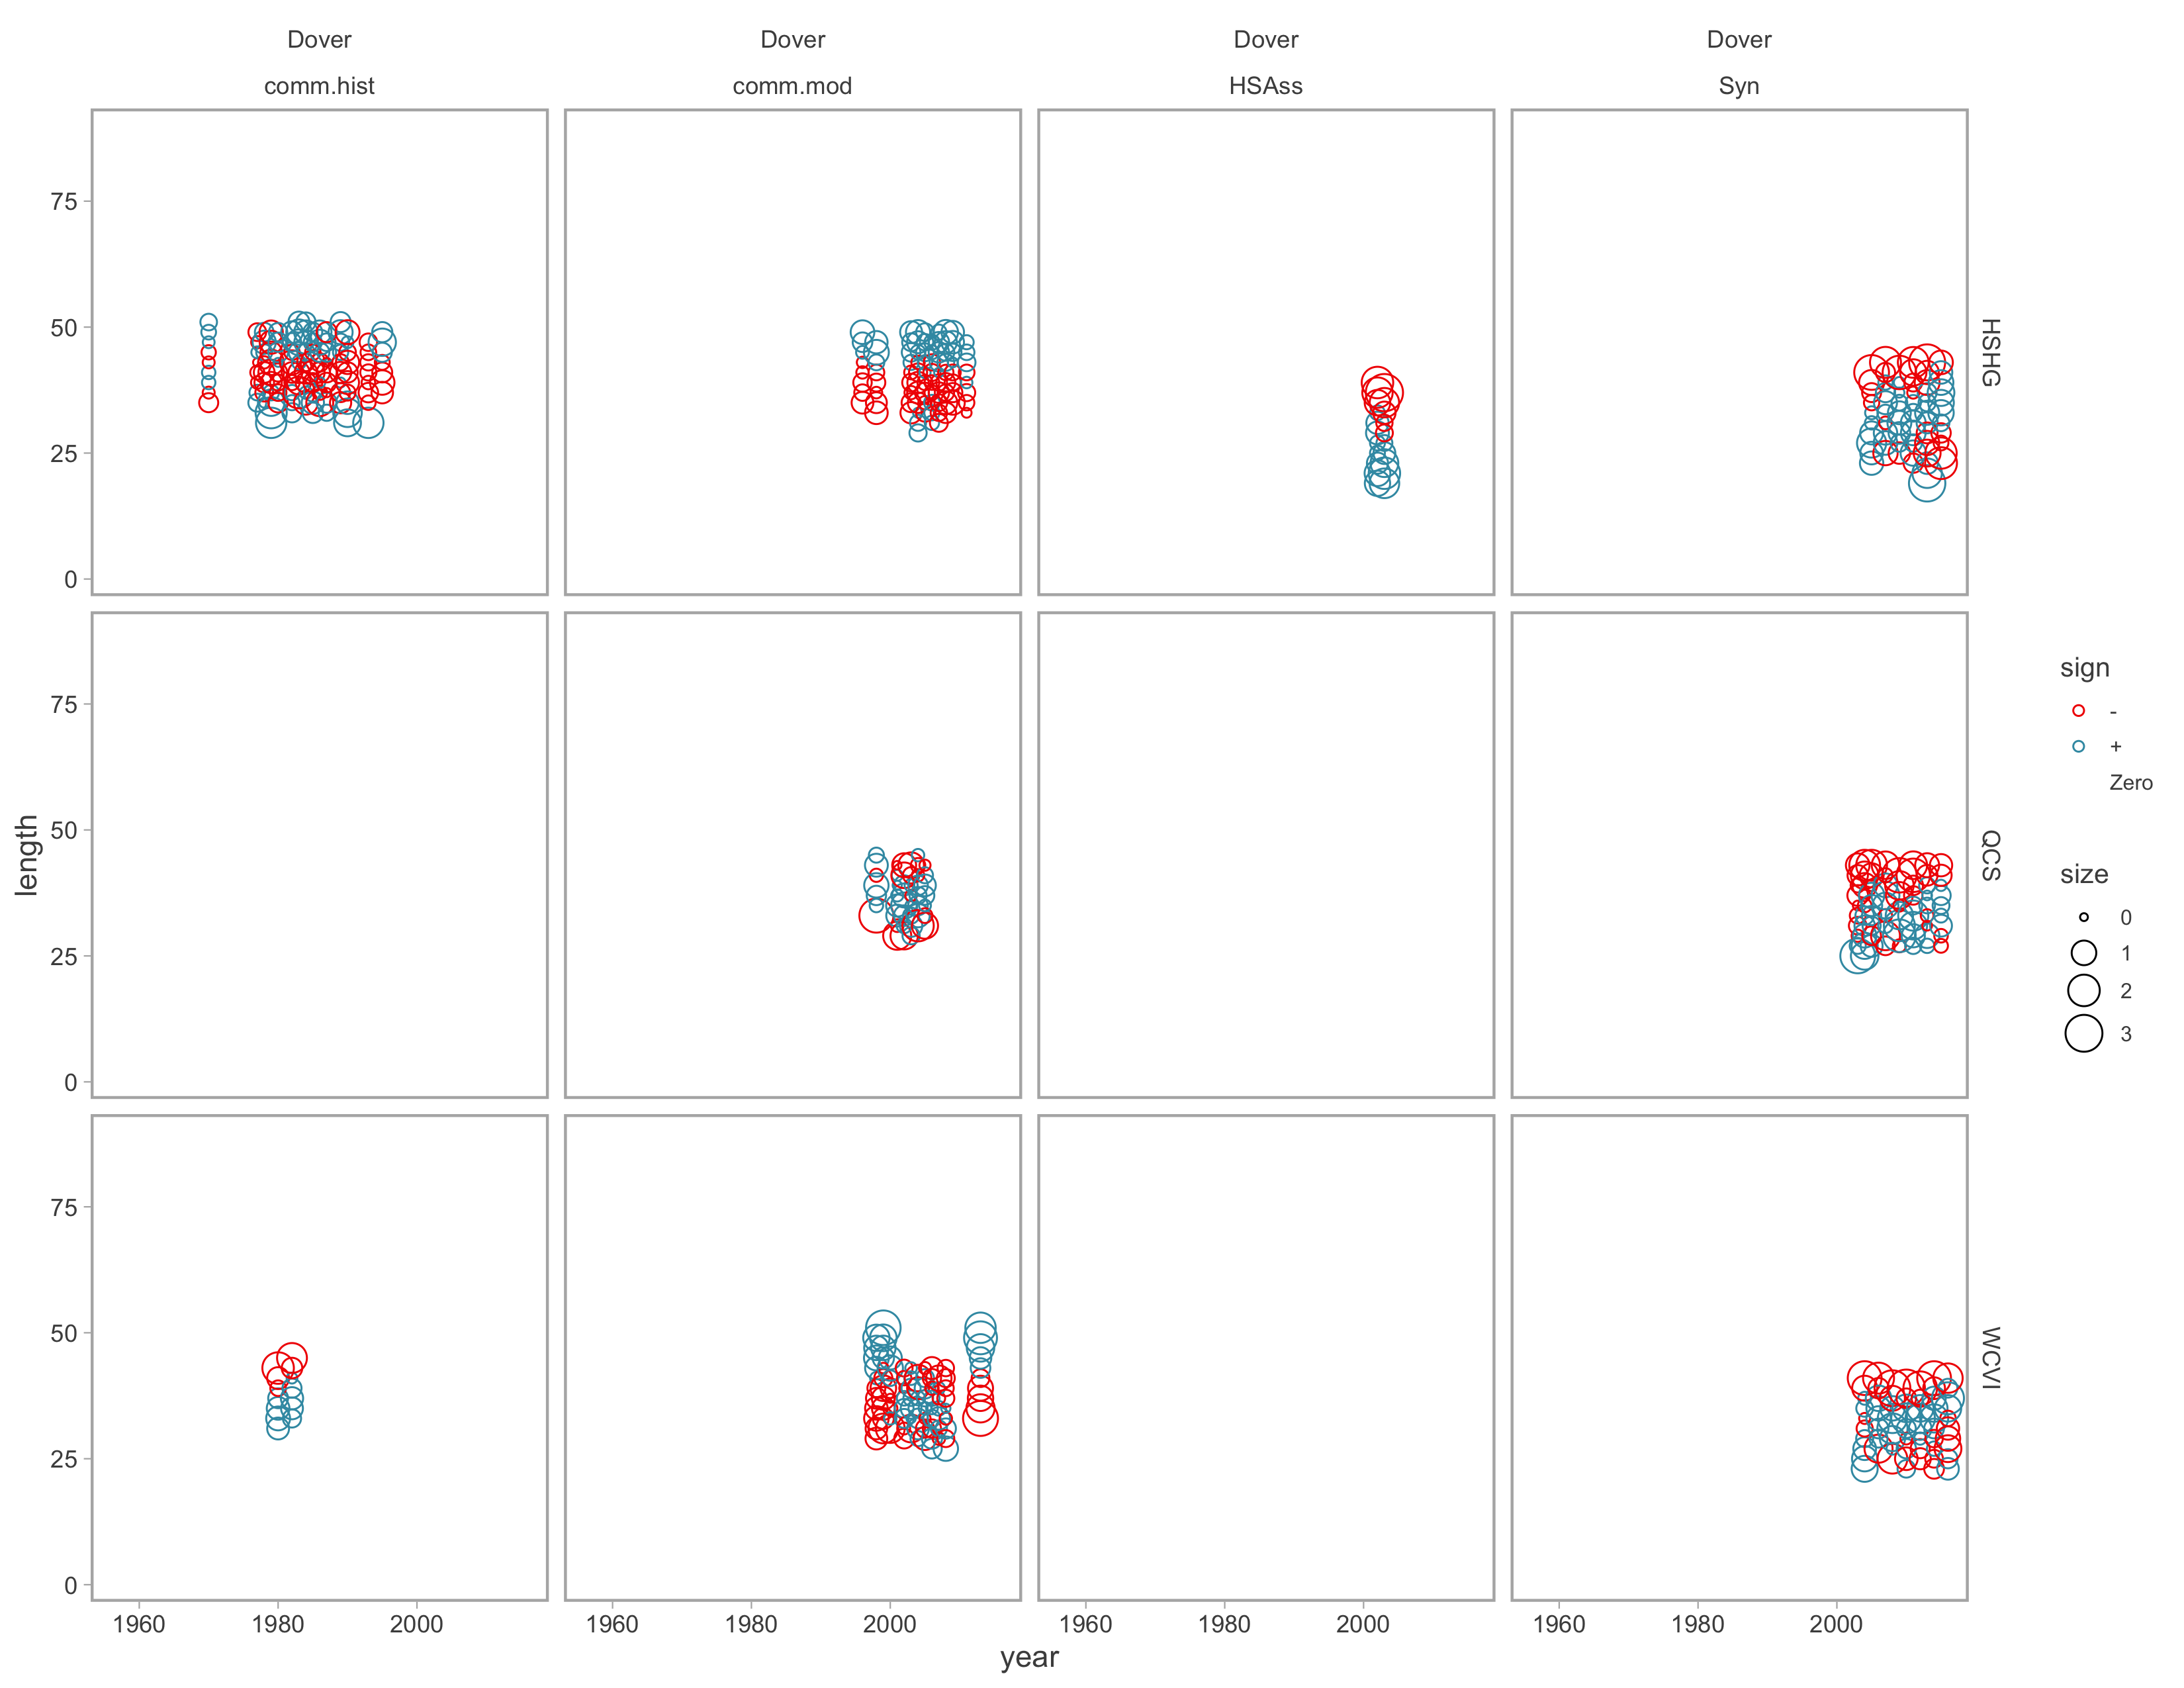 Dover Dover Dover Dover
comm.hist comm.mod HSAss Syn
75
50
25
0
HSHG
75
50
25
0
QCS
75
50
25
0
WCVI
1960 1980 2000 1960 1980 2000 1960 1980 2000 1960 1980 2000
year
length
sign
-
+
Zero
size
0
1
2
3